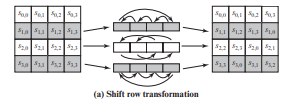 s0,0 s0,1 s0,2 s0,3
s1,0 s1,1 s1,2 s1,3
s2,0 s2,1 s2,2 s2,3
s3,0 s3,1 s3,2 s3,3
s0,0 s0,1 s0,2 s0,3
s1,1 s1,2 s1,3 s1,0
s2,2 s2,3 s2,0 s2,1
s3,3 s3,0 s3,1 s3,2
(a) Shift row transformation